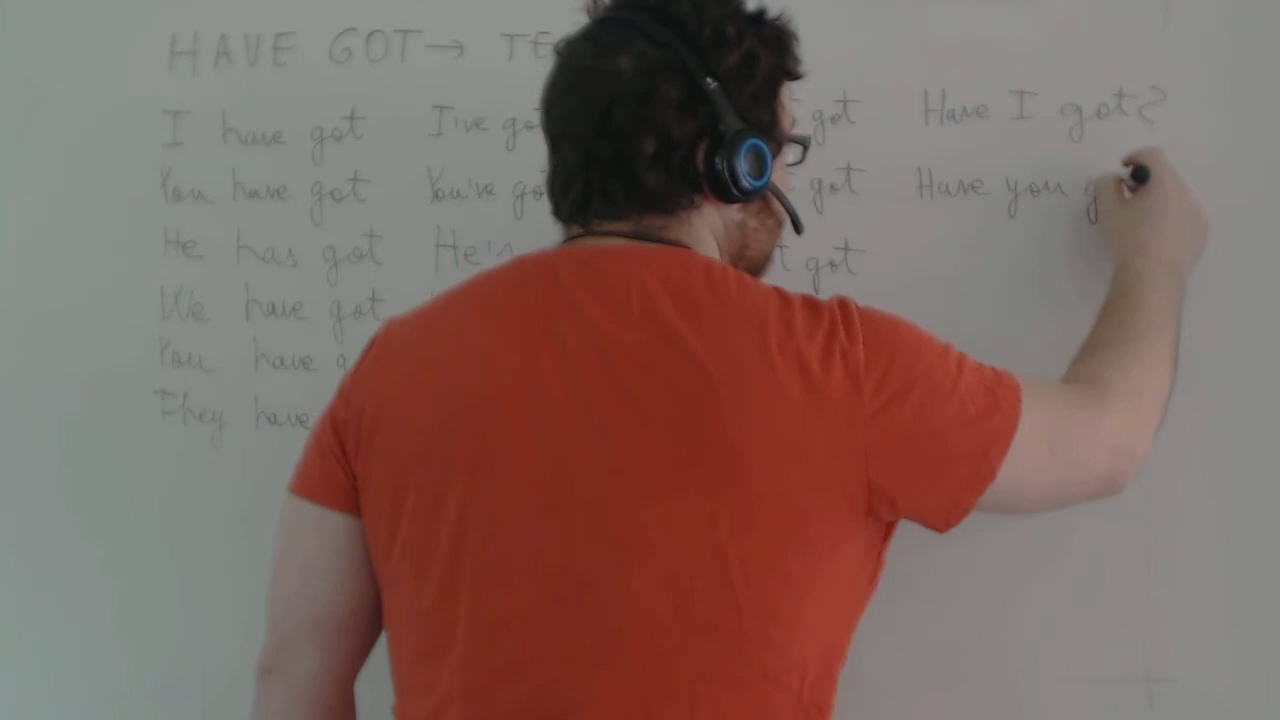 HAVE GOT → TE
I have got I've go got Have I got?
You have got You've go got Have you g
He has got He's t got
We have got
You have g
They have